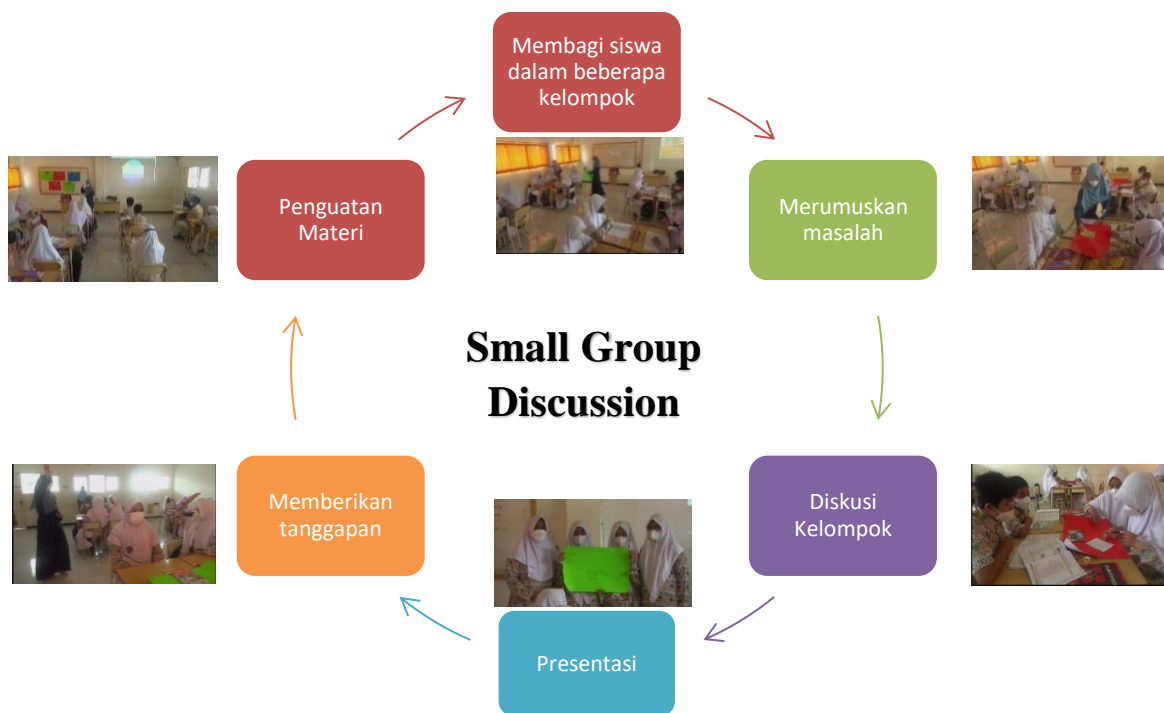 Membagi siswa
dalam beberapa
kelompok
Merumuskan
masalah
Diskusi
Kelompok
Presentasi
Memberikan
tanggapan
Penguatan
Materi
Small Group
Discussion